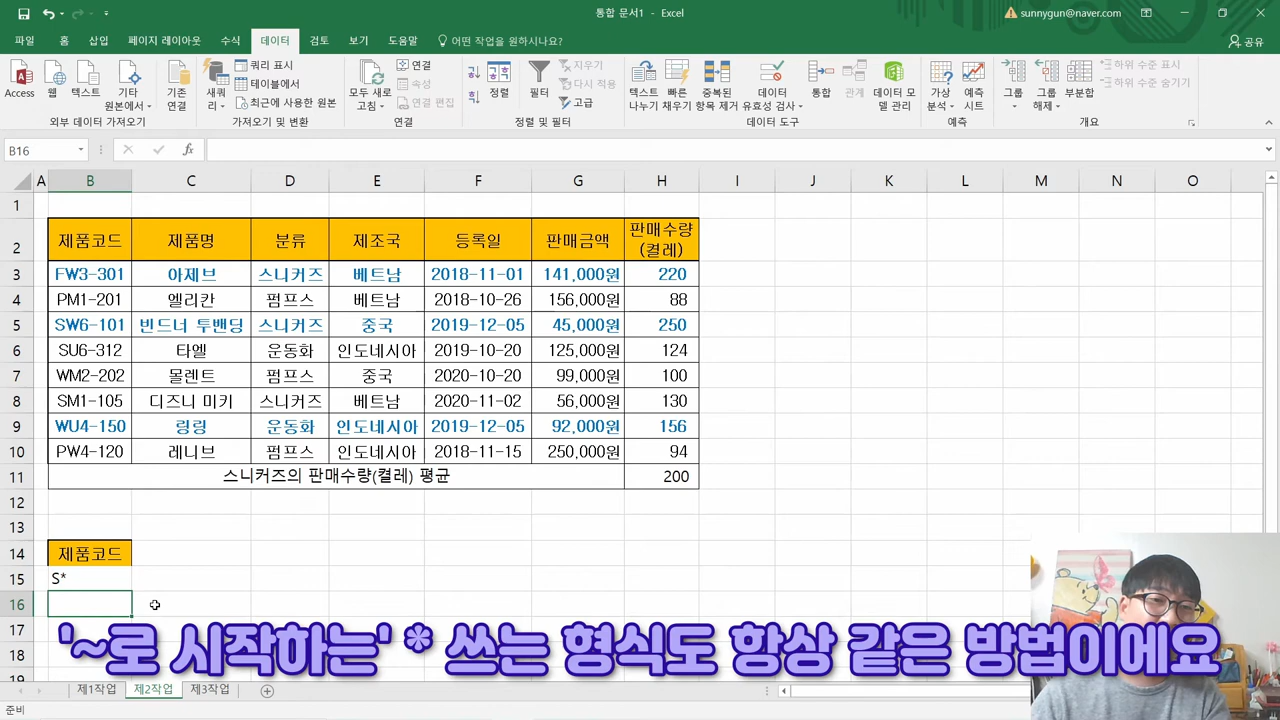 통합 문서1 - Excel
sunnygun@naver.com
파일 홈 삽입 페이지 레이아웃 수식 데이터 검토 보기 도움말 어떤 작업을 원하시나요? 공유
Access
웹
텍스트
기타
원본에서
기존
연결
외부 데이터 가져오기
새쿼
리
쿼리 표시
테이블에서
최근에 사용한 원본
가져오기 및 변환
모두 새로
고침
연결
속성
연결 편집
연결
정렬
필터
지우기
다시 적용
고급
정렬 및 필터
텍스트
나누기
빠른
채우기
중복된
항목 제거
데이터
유효성 검사
통합
관계
데이터 모
델 관리
데이터 도구
가상
분석
예측
시트
예측
그룹
그룹
해제
부분합
하위 수준 표시
하위 수준 숨기기
개요
B16
fx
A B C D E F G H I J K L M N O
1
2 제품코드 제품명 분류 제조국 등록일 판매금액 판매수량
(켤레)
3 FW3-301 아제브 스니커즈 베트남 2018-11-01 141,000원 220
4 PM1-201 엘리칸 펌프스 베트남 2018-10-26 156,000원 88
5 SW6-101 빈드너 투밴딩 스니커즈 중국 2019-12-05 45,000원 250
6 SU6-312 타엘 운동화 인도네시아 2019-10-20 125,000원 124
7 WM2-202 몰렌트 펌프스 중국 2020-10-20 99,000원 100
8 SM1-105 디즈니 미키 스니커즈 베트남 2020-11-02 56,000원 130
9 WU4-150 링링 운동화 인도네시아 2019-12-05 92,000원 156
10 PW4-120 레니브 펌프스 인도네시아 2018-11-15 250,000원 94
11 스니커즈의 판매수량(켤레) 평균 200
12
13
14 제품코드
15 S*
16
17
'~로 시작하는' * 쓰는 형식도 항상 같은 방법이에요
18
19
제1작업 제2작업 제3작업
준비